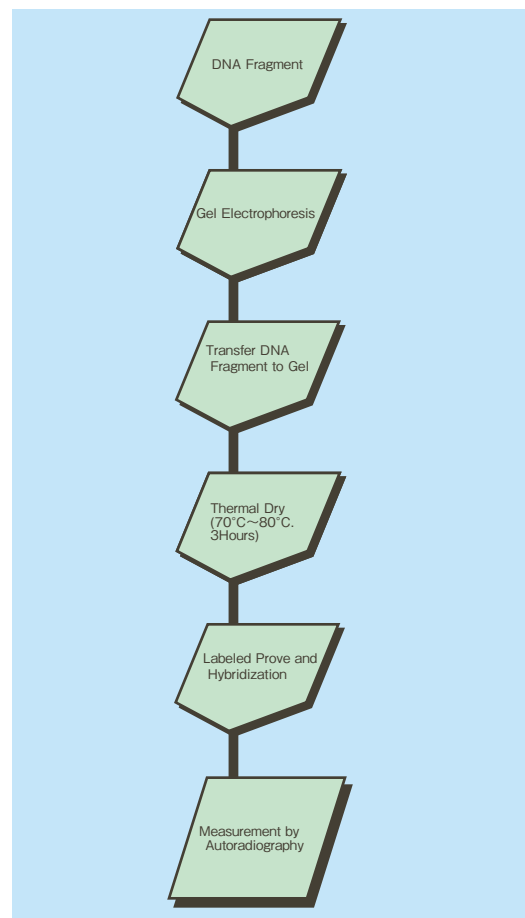 DNA Fragment
Gel Electrophoresis
Transfer DNA
Fragment to Gel
Thermal Dry
(70°C～80°C.
3Hours)
Labeled Prove and
Hybridization
Measurement by
Autoradiography